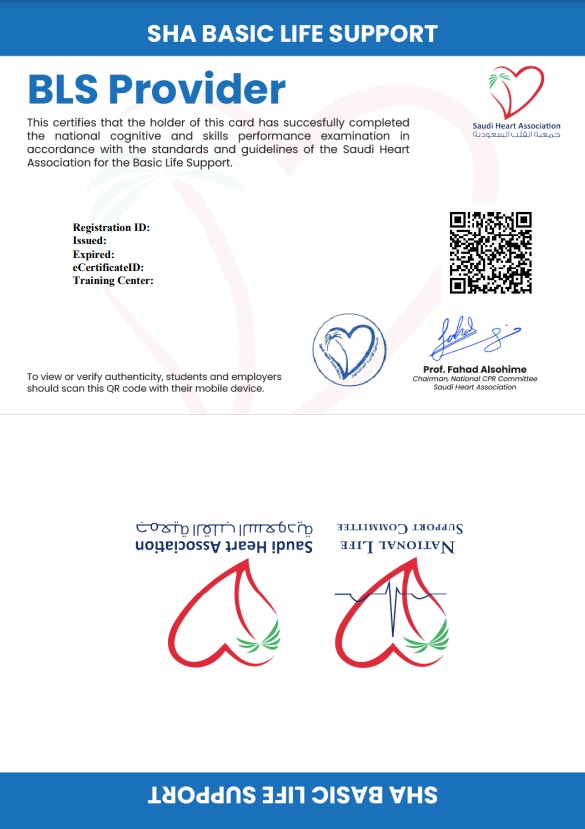 SHA BASIC LIFE SUPPORT
BLS Provider
This certifies that the holder of this card has succesfully completed
the national cognitive and skills performance examination in
accordance with the standards and guidelines of the Saudi Heart
Association for the Basic Life Support.
Saudi Heart Association
جمعية القلب السعودية
Registration ID:
Issued:
Expired:
eCertificateID:
Training Center:
To view or verify authenticity, students and employers
should scan this QR code with their mobile device.
Prof. Fahad Alsohime
Chairman, National CPR Committee
Saudi Heart Association
Saudi Heart Association
جمعية القلب السعودية
NATIONAL LIFE
SUPPORT COMMITTEE
SHA BASIC LIFE SUPPORT